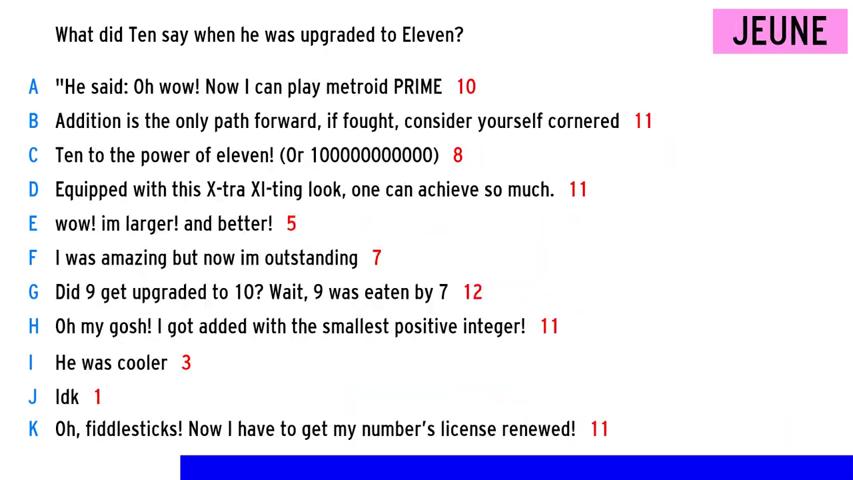 What did Ten say when he was upgraded to Eleven?
JEUNE
A "He said: Oh wow! Now I can play metroid PRIME 10
B Addition is the only path forward, if fought, consider yourself cornered 11
C Ten to the power of eleven! (Or 100000000000) 8
D Equipped with this X-tra XI-ting look, one can achieve so much. 11
E wow! im larger! and better! 5
F I was amazing but now im outstanding 7
G Did 9 get upgraded to 10? Wait, 9 was eaten by 7 12
H Oh my gosh! I got added with the smallest positive integer! 11
I He was cooler 3
J Idk 1
K Oh, fiddlesticks! Now I have to get my number's license renewed! 11